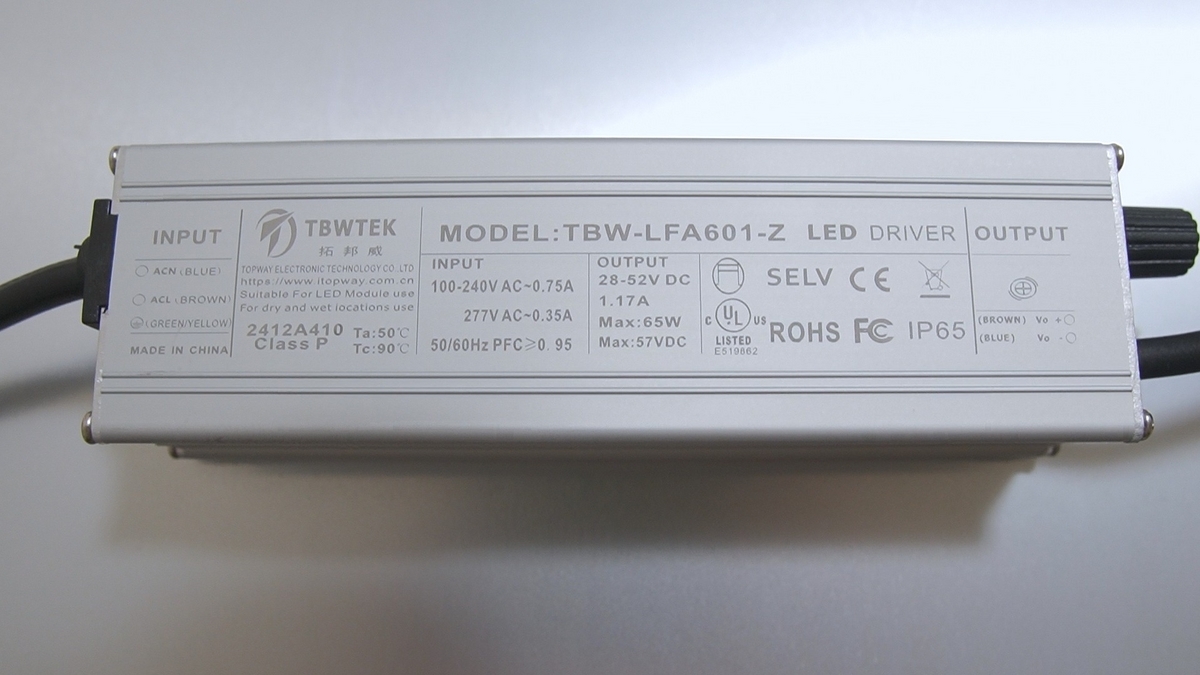 INPUT
ACN (BLUE)
ACL (BROWN)
(GREEN/YELLOW)
MADE IN CHINA
TBWTEK
拓邦威
TOPWAY ELECTRONIC TECHNOLOGY CO.,LTD
https://www.itopway.com.cn
Suitable For LED Module use
For dry and wet locations use
2412A410 Ta:50℃
Class P Tc:90℃
MODEL:TBW-LFA601-Z LED DRIVER
INPUT
100-240V AC~0.75A
277V AC~0.35A
50/60Hz PFC≥0.95
OUTPUT
28-52V DC
1.17A
Max:65W
Max:57VDC
SELV CE
c UL us
LISTED
E519862
ROHS FC IP65
OUTPUT
(BROWN) Vo +
(BLUE) Vo -